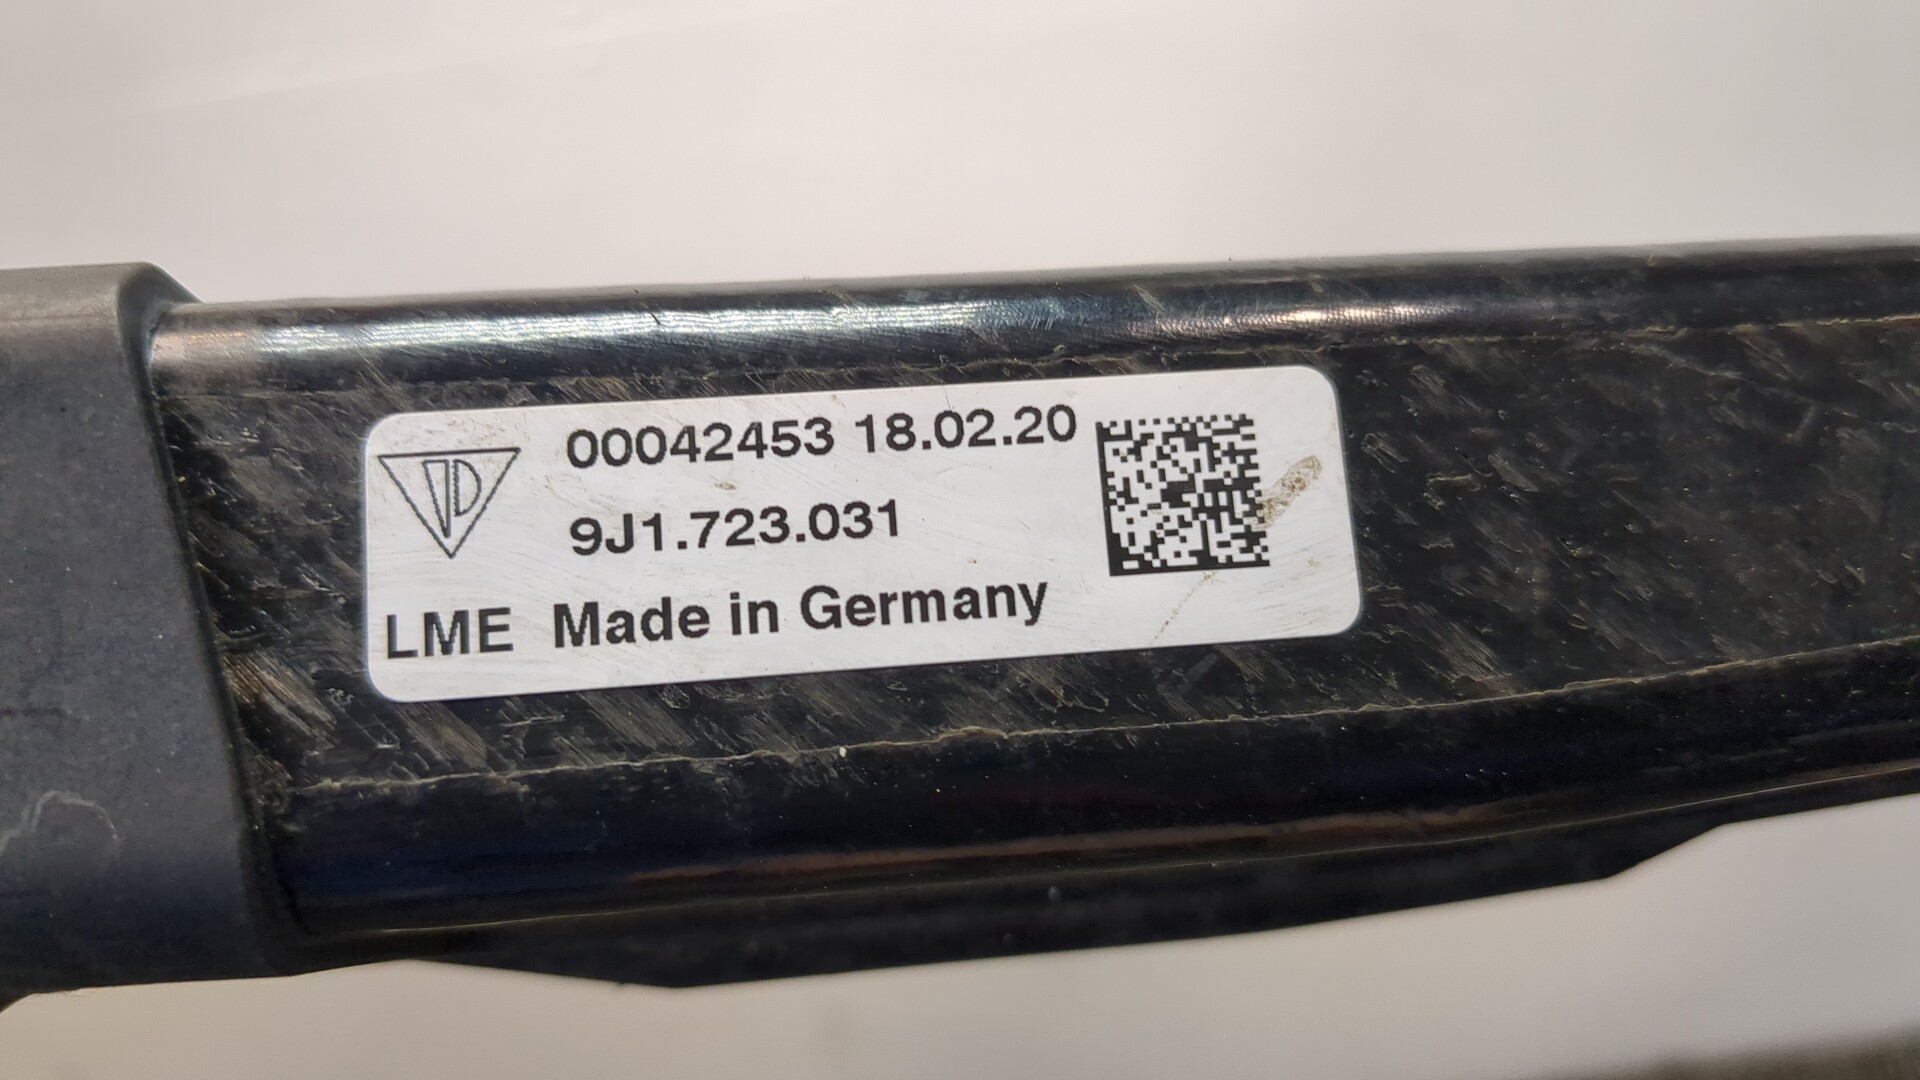 00042453 18.02.20
9J1.723.031
LME Made in Germany